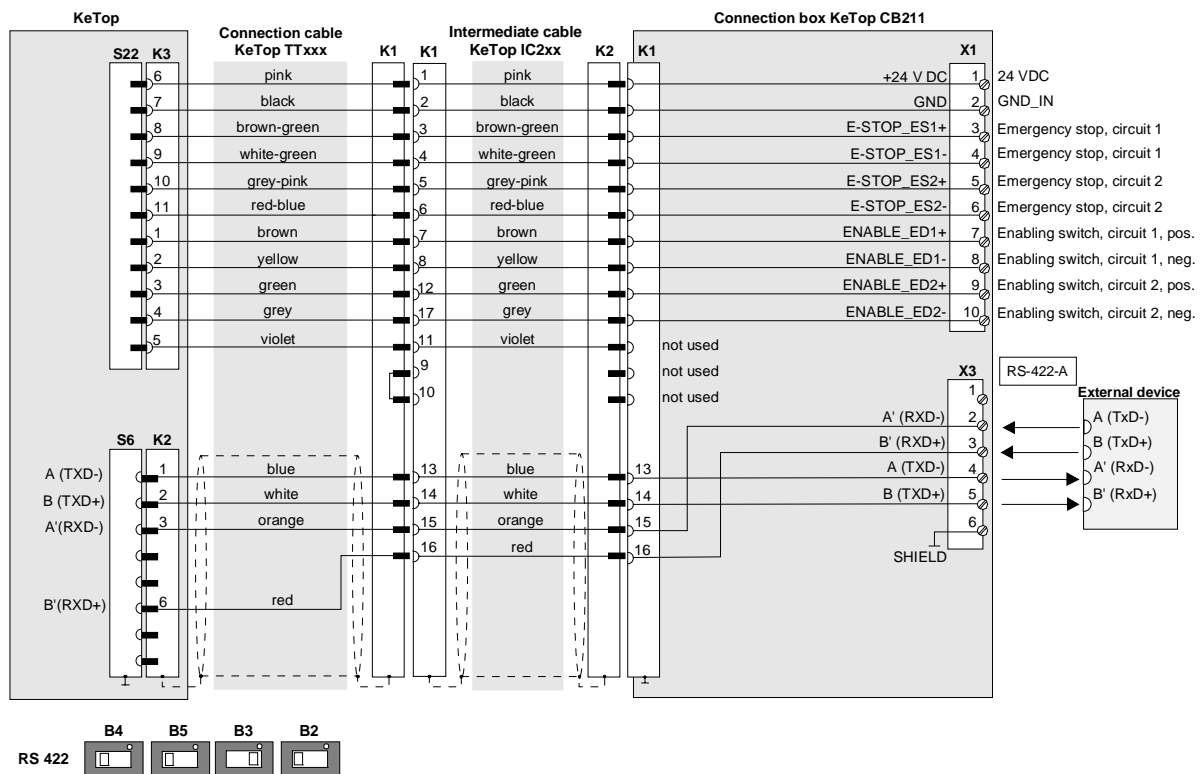 KeTop
Connection box KeTop CB211
Connection cable
KeTop TTxxx
Intermediate cable
KeTop IC2xx
S22 K3 K1 K1 K2 K1 X1
6 pink 1 pink +24 V DC 1 24 VDC
7 black 2 black GND 2 GND_IN
8 brown-green 3 brown-green E-STOP_ES1+ 3 Emergency stop, circuit 1
9 white-green 4 white-green E-STOP_ES1- 4 Emergency stop, circuit 1
10 grey-pink 5 grey-pink E-STOP_ES2+ 5 Emergency stop, circuit 2
11 red-blue 6 red-blue E-STOP_ES2- 6 Emergency stop, circuit 2
1 brown 7 brown ENABLE_ED1+ 7 Enabling switch, circuit 1, pos.
2 yellow 8 yellow ENABLE_ED1- 8 Enabling switch, circuit 1, neg.
3 green 12 green ENABLE_ED2+ 9 Enabling switch, circuit 2, pos.
4 grey 17 grey ENABLE_ED2- 10 Enabling switch, circuit 2, neg.
5 violet 11 violet not used
9 not used
10 not used
X3 RS-422-A
External device
1
A' (RXD-) 2 A (TxD-)
B' (RXD+) 3 B (TxD+)
A (TXD-) 4 A' (RxD-)
B (TXD+) 5 B' (RxD+)
6
SHIELD
S6 K2
A (TXD-) 1 blue 13 blue 13
B (TXD+) 2 white 14 white 14
A'(RXD-) 3 orange 15 orange 15
16 red 16
B'(RXD+) 6 red
B4 B5 B3 B2
RS 422